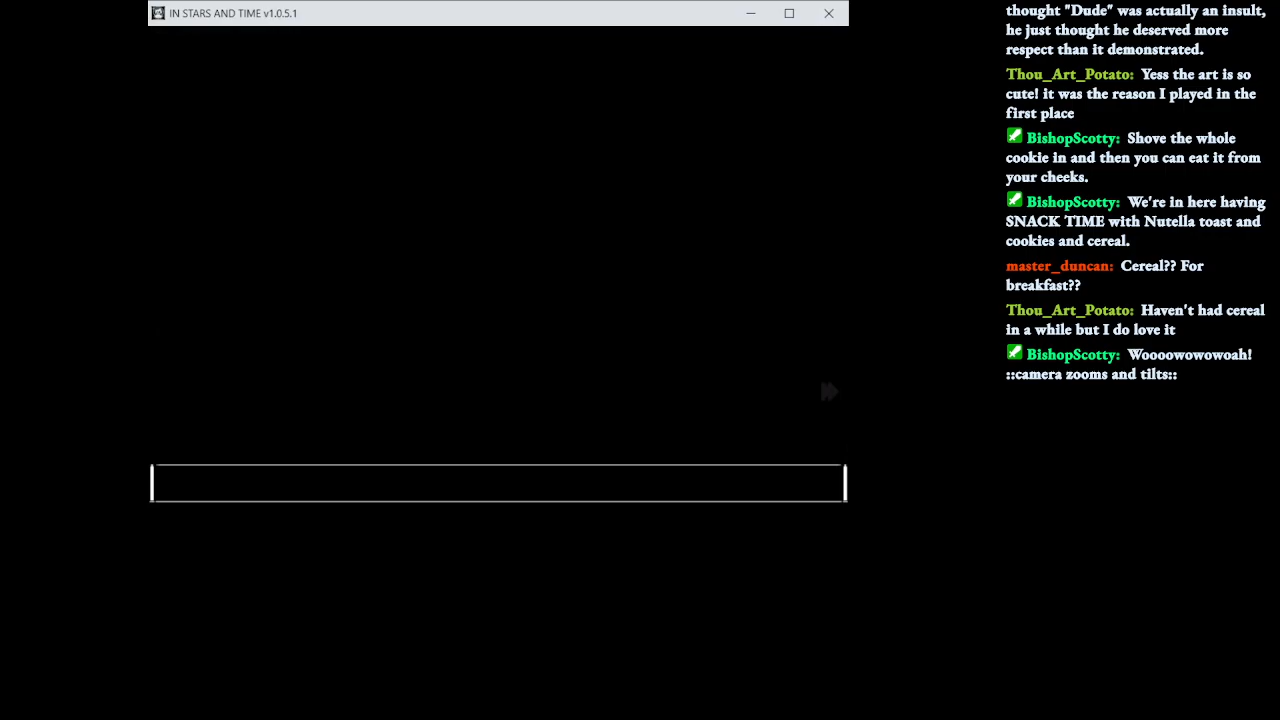 IN STARS AND TIME v1.0.5.1
thought "Dude" was actually an insult,
he just thought he deserved more
respect than it demonstrated.
Thou_Art_Potato: Yess the art is so
cute! it was the reason I played in the
first place
BishopScotty: Shove the whole
cookie in and then you can eat it from
your cheeks.
BishopScotty: We're in here having
SNACK TIME with Nutella toast and
cookies and cereal.
master_duncan: Cereal?? For
breakfast??
Thou_Art_Potato: Haven't had cereal
in a while but I do love it
BishopScotty: Woooowowowoah!
::camera zooms and tilts::